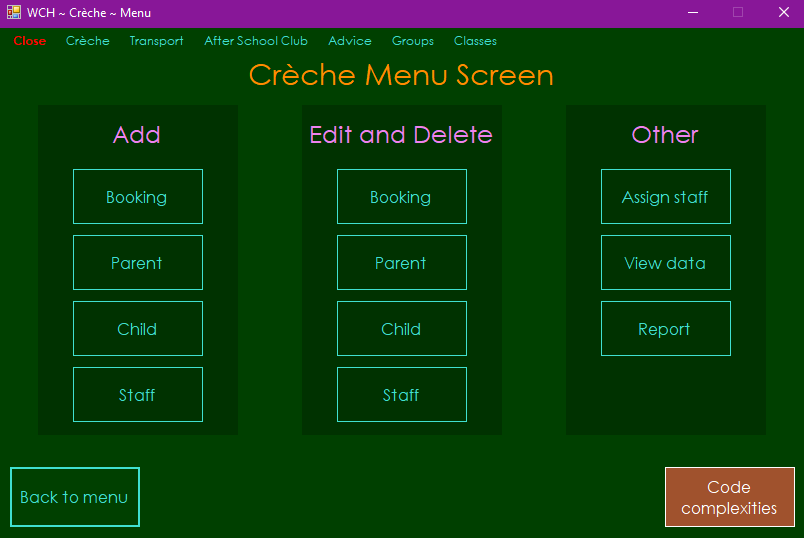 WCH ~ Crèche ~ Menu
Close Crèche Transport After School Club Advice Groups Classes
Crèche Menu Screen
Add
Booking
Parent
Child
Staff
Edit and Delete
Booking
Parent
Child
Staff
Other
Assign staff
View data
Report
Back to menu
Code
complexities